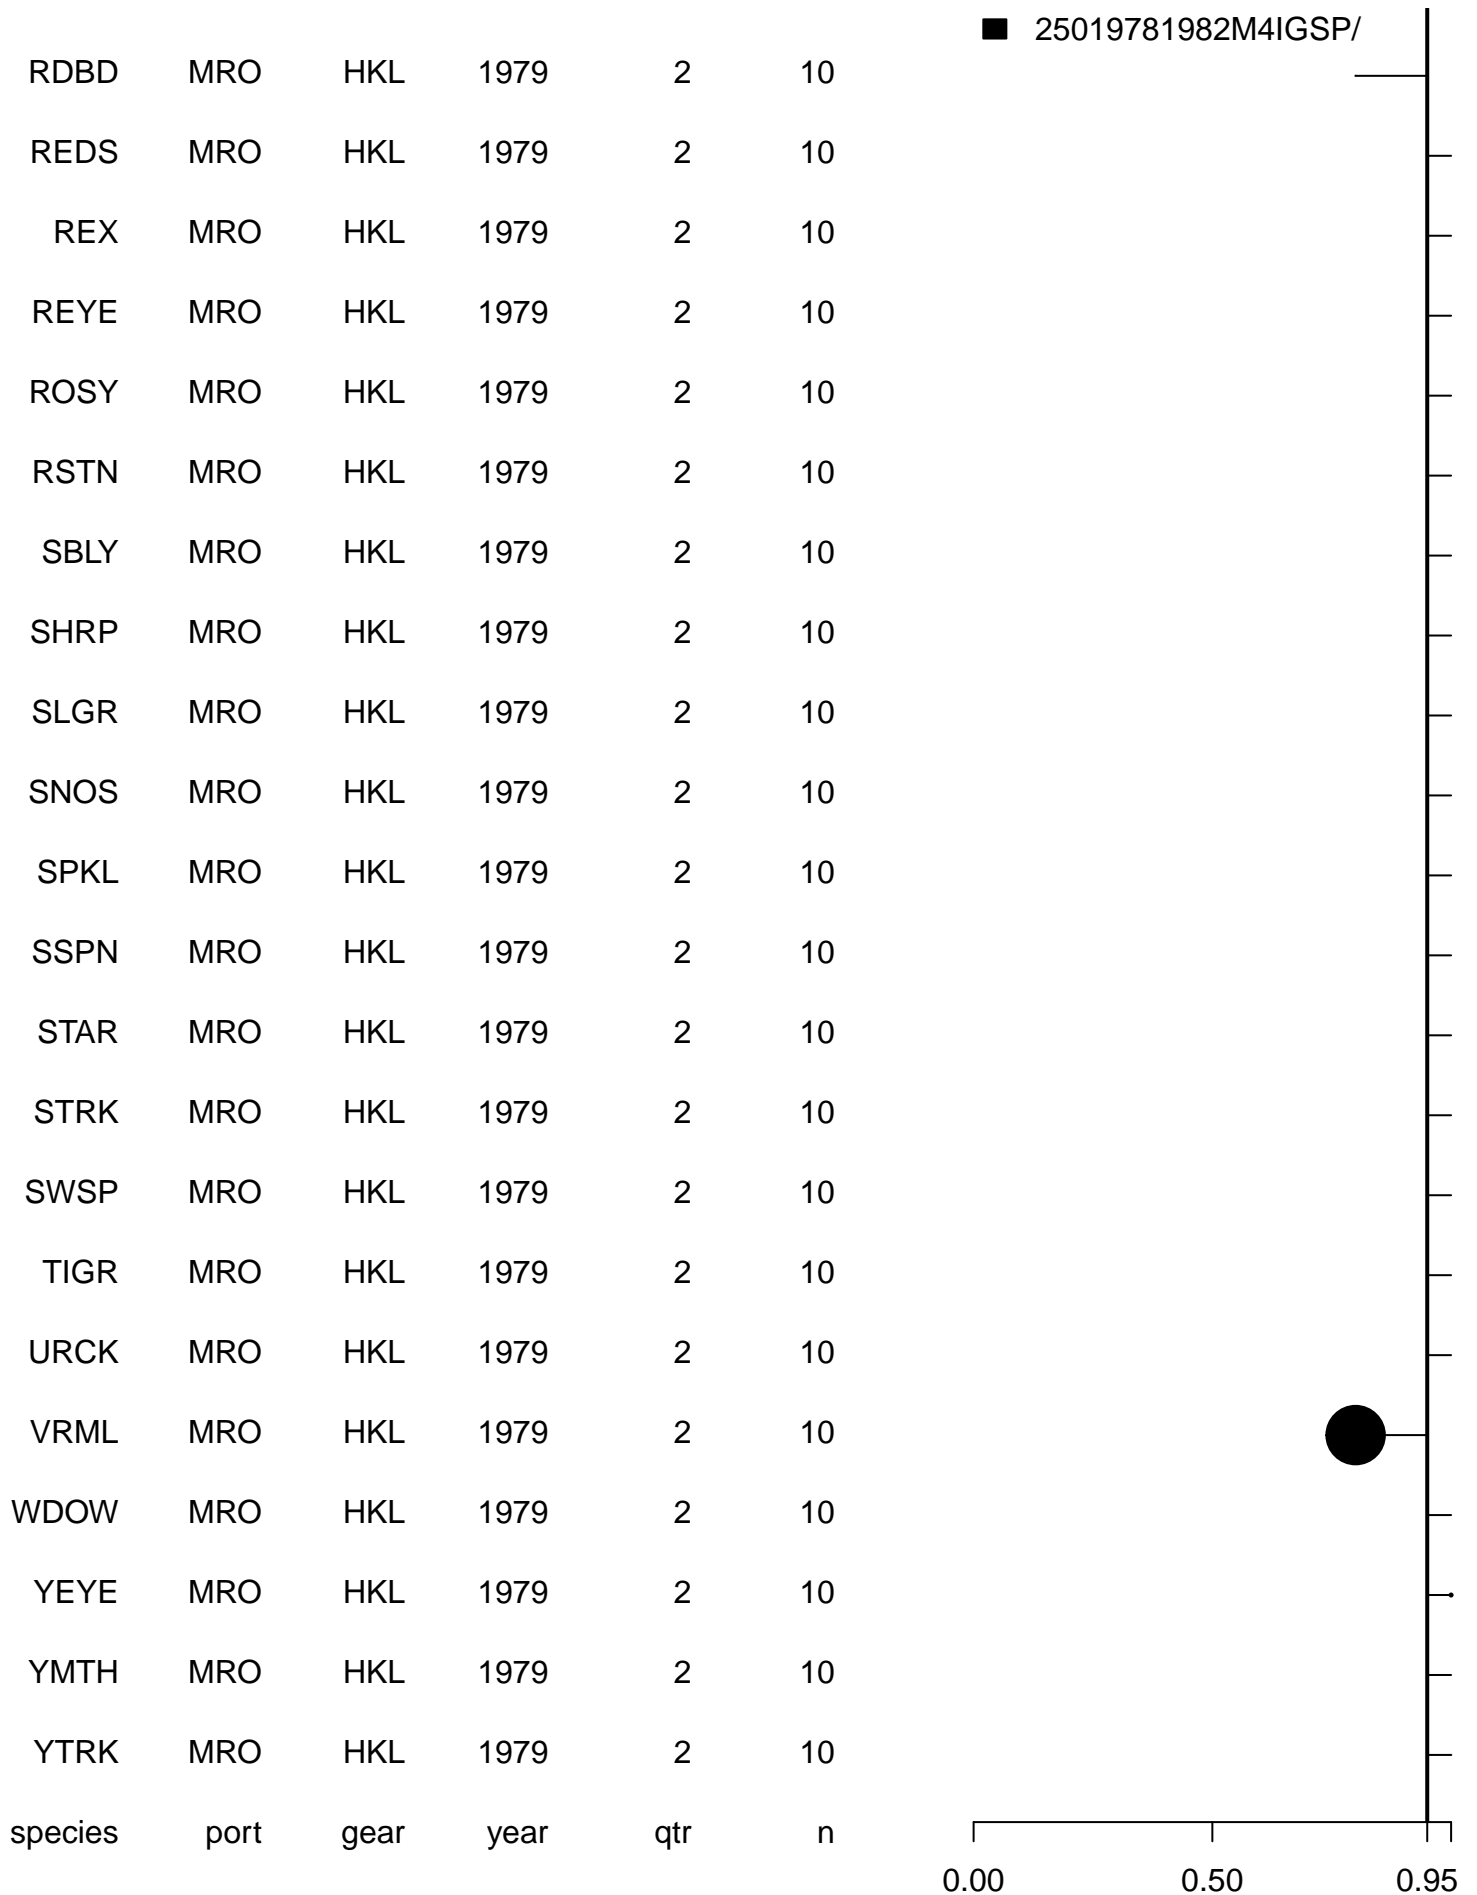 25019781982M4IGSP/
RDBD MRO HKL 1979 2 10
REDS MRO HKL 1979 2 10
REX MRO HKL 1979 2 10
REYE MRO HKL 1979 2 10
ROSY MRO HKL 1979 2 10
RSTN MRO HKL 1979 2 10
SBLY MRO HKL 1979 2 10
SHRP MRO HKL 1979 2 10
SLGR MRO HKL 1979 2 10
SNOS MRO HKL 1979 2 10
SPKL MRO HKL 1979 2 10
SSPN MRO HKL 1979 2 10
STAR MRO HKL 1979 2 10
STRK MRO HKL 1979 2 10
SWSP MRO HKL 1979 2 10
TIGR MRO HKL 1979 2 10
URCK MRO HKL 1979 2 10
VRML MRO HKL 1979 2 10
WDOW MRO HKL 1979 2 10
YEYE MRO HKL 1979 2 10
YMTH MRO HKL 1979 2 10
YTRK MRO HKL 1979 2 10
species port gear year qtr n
0.00 0.50 0.95